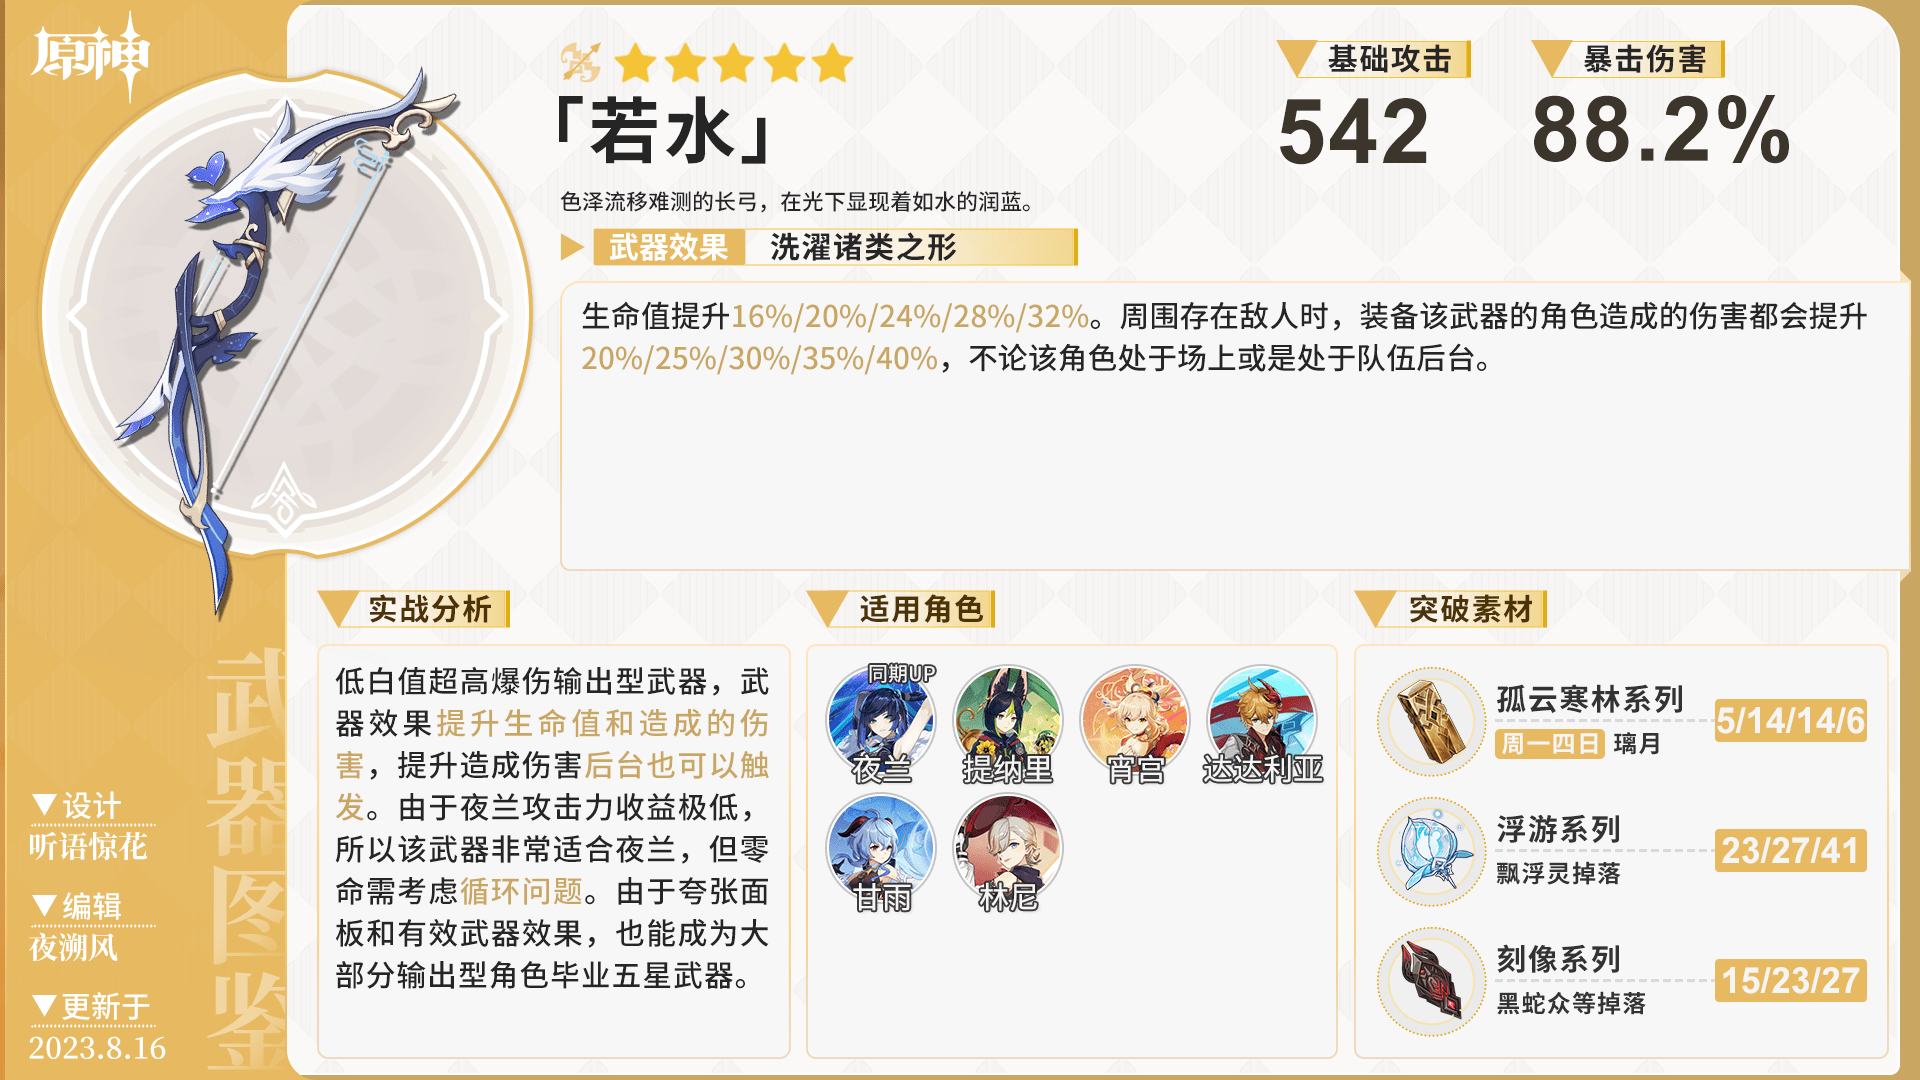 原神
「若水」
色泽流移难测的长弓，在光下显现着如水的润蓝。
基础攻击
542
暴击伤害
88.2%
武器效果 洗濯诸类之形
生命值提升16%/20%/24%/28%/32%。周围存在敌人时，装备该武器的角色造成的伤害都会提升
20%/25%/30%/35%/40%，不论该角色处于场上或是处于队伍后台。
实战分析
低白值超高爆伤输出型武器，武
器效果提升生命值和造成的伤
害，提升造成伤害后台也可以触
发。由于夜兰攻击力收益极低，
所以该武器非常适合夜兰，但零
命需考虑循环问题。由于夸张面
板和有效武器效果，也能成为大
部分输出型角色毕业五星武器。
适用角色
同期UP
夜兰 提纳里 宵宫 达达利亚
甘雨 林尼
突破素材
孤云寒林系列
周一四日 璃月
5/14/14/6
浮游系列
飘浮灵掉落
23/27/41
刻像系列
黑蛇众等掉落
15/23/27
武器图鉴
▼设计
听语惊花
▼编辑
夜溯风
▼更新于
2023.8.16